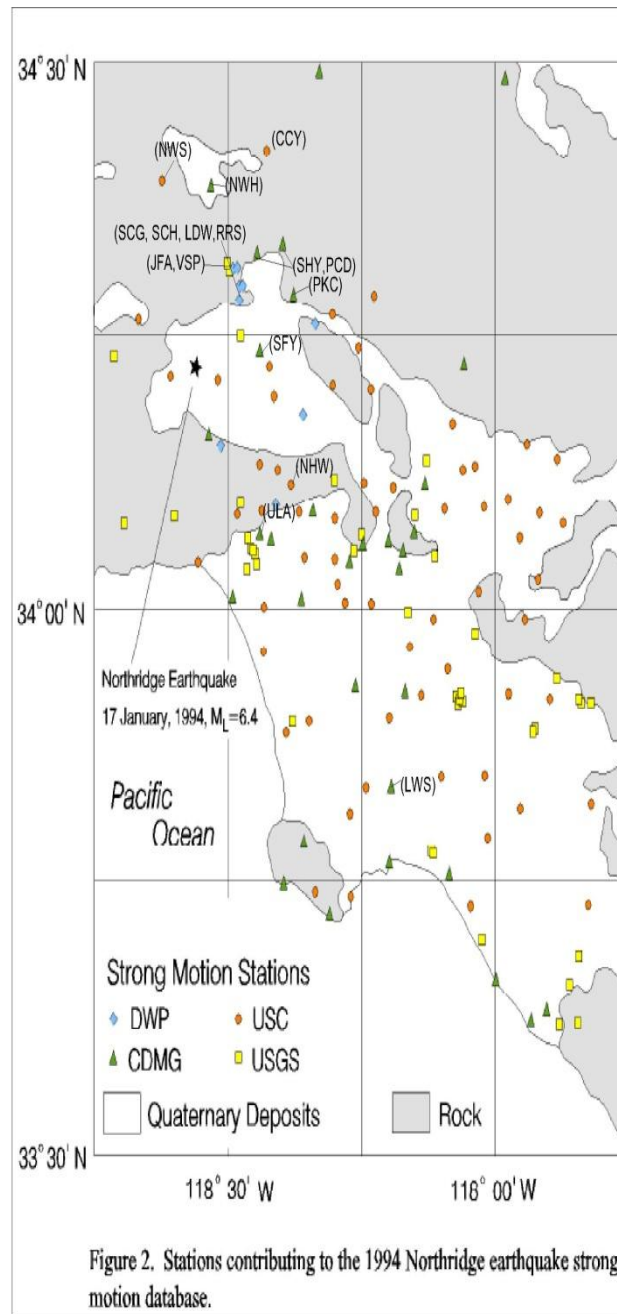 34° 30' N
(CCY)
(NWS)
(NWH)
(SCG, SCH, LDW,RRS)
(JFA,VSP)
(SHY,PCD)
(PKC)
(SFY)
(NHW)
(ULA)
34° 00' N
Northridge Earthquake
17 January, 1994, ML=6.4
(LWS)
Pacific
Ocean
Strong Motion Stations
DWP
USC
CDMG
USGS
Quaternary Deposits
Rock
33° 30' N
118° 30' W
118° 00' W
Figure 2. Stations contributing to the 1994 Northridge earthquake strong
motion database.